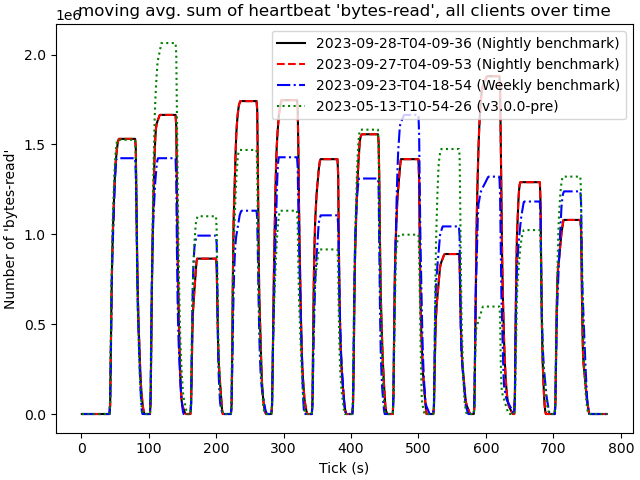 moving avg. sum of heartbeat 'bytes-read', all clients over time
1e6
2023-09-28-T04-09-36 (Nightly benchmark)
2023-09-27-T04-09-53 (Nightly benchmark)
2023-09-23-T04-18-54 (Weekly benchmark)
2023-05-13-T10-54-26 (v3.0.0-pre)
Number of 'bytes-read'
2.0
1.5
1.0
0.5
0.0
0 100 200 300 400 500 600 700 800
Tick (s)